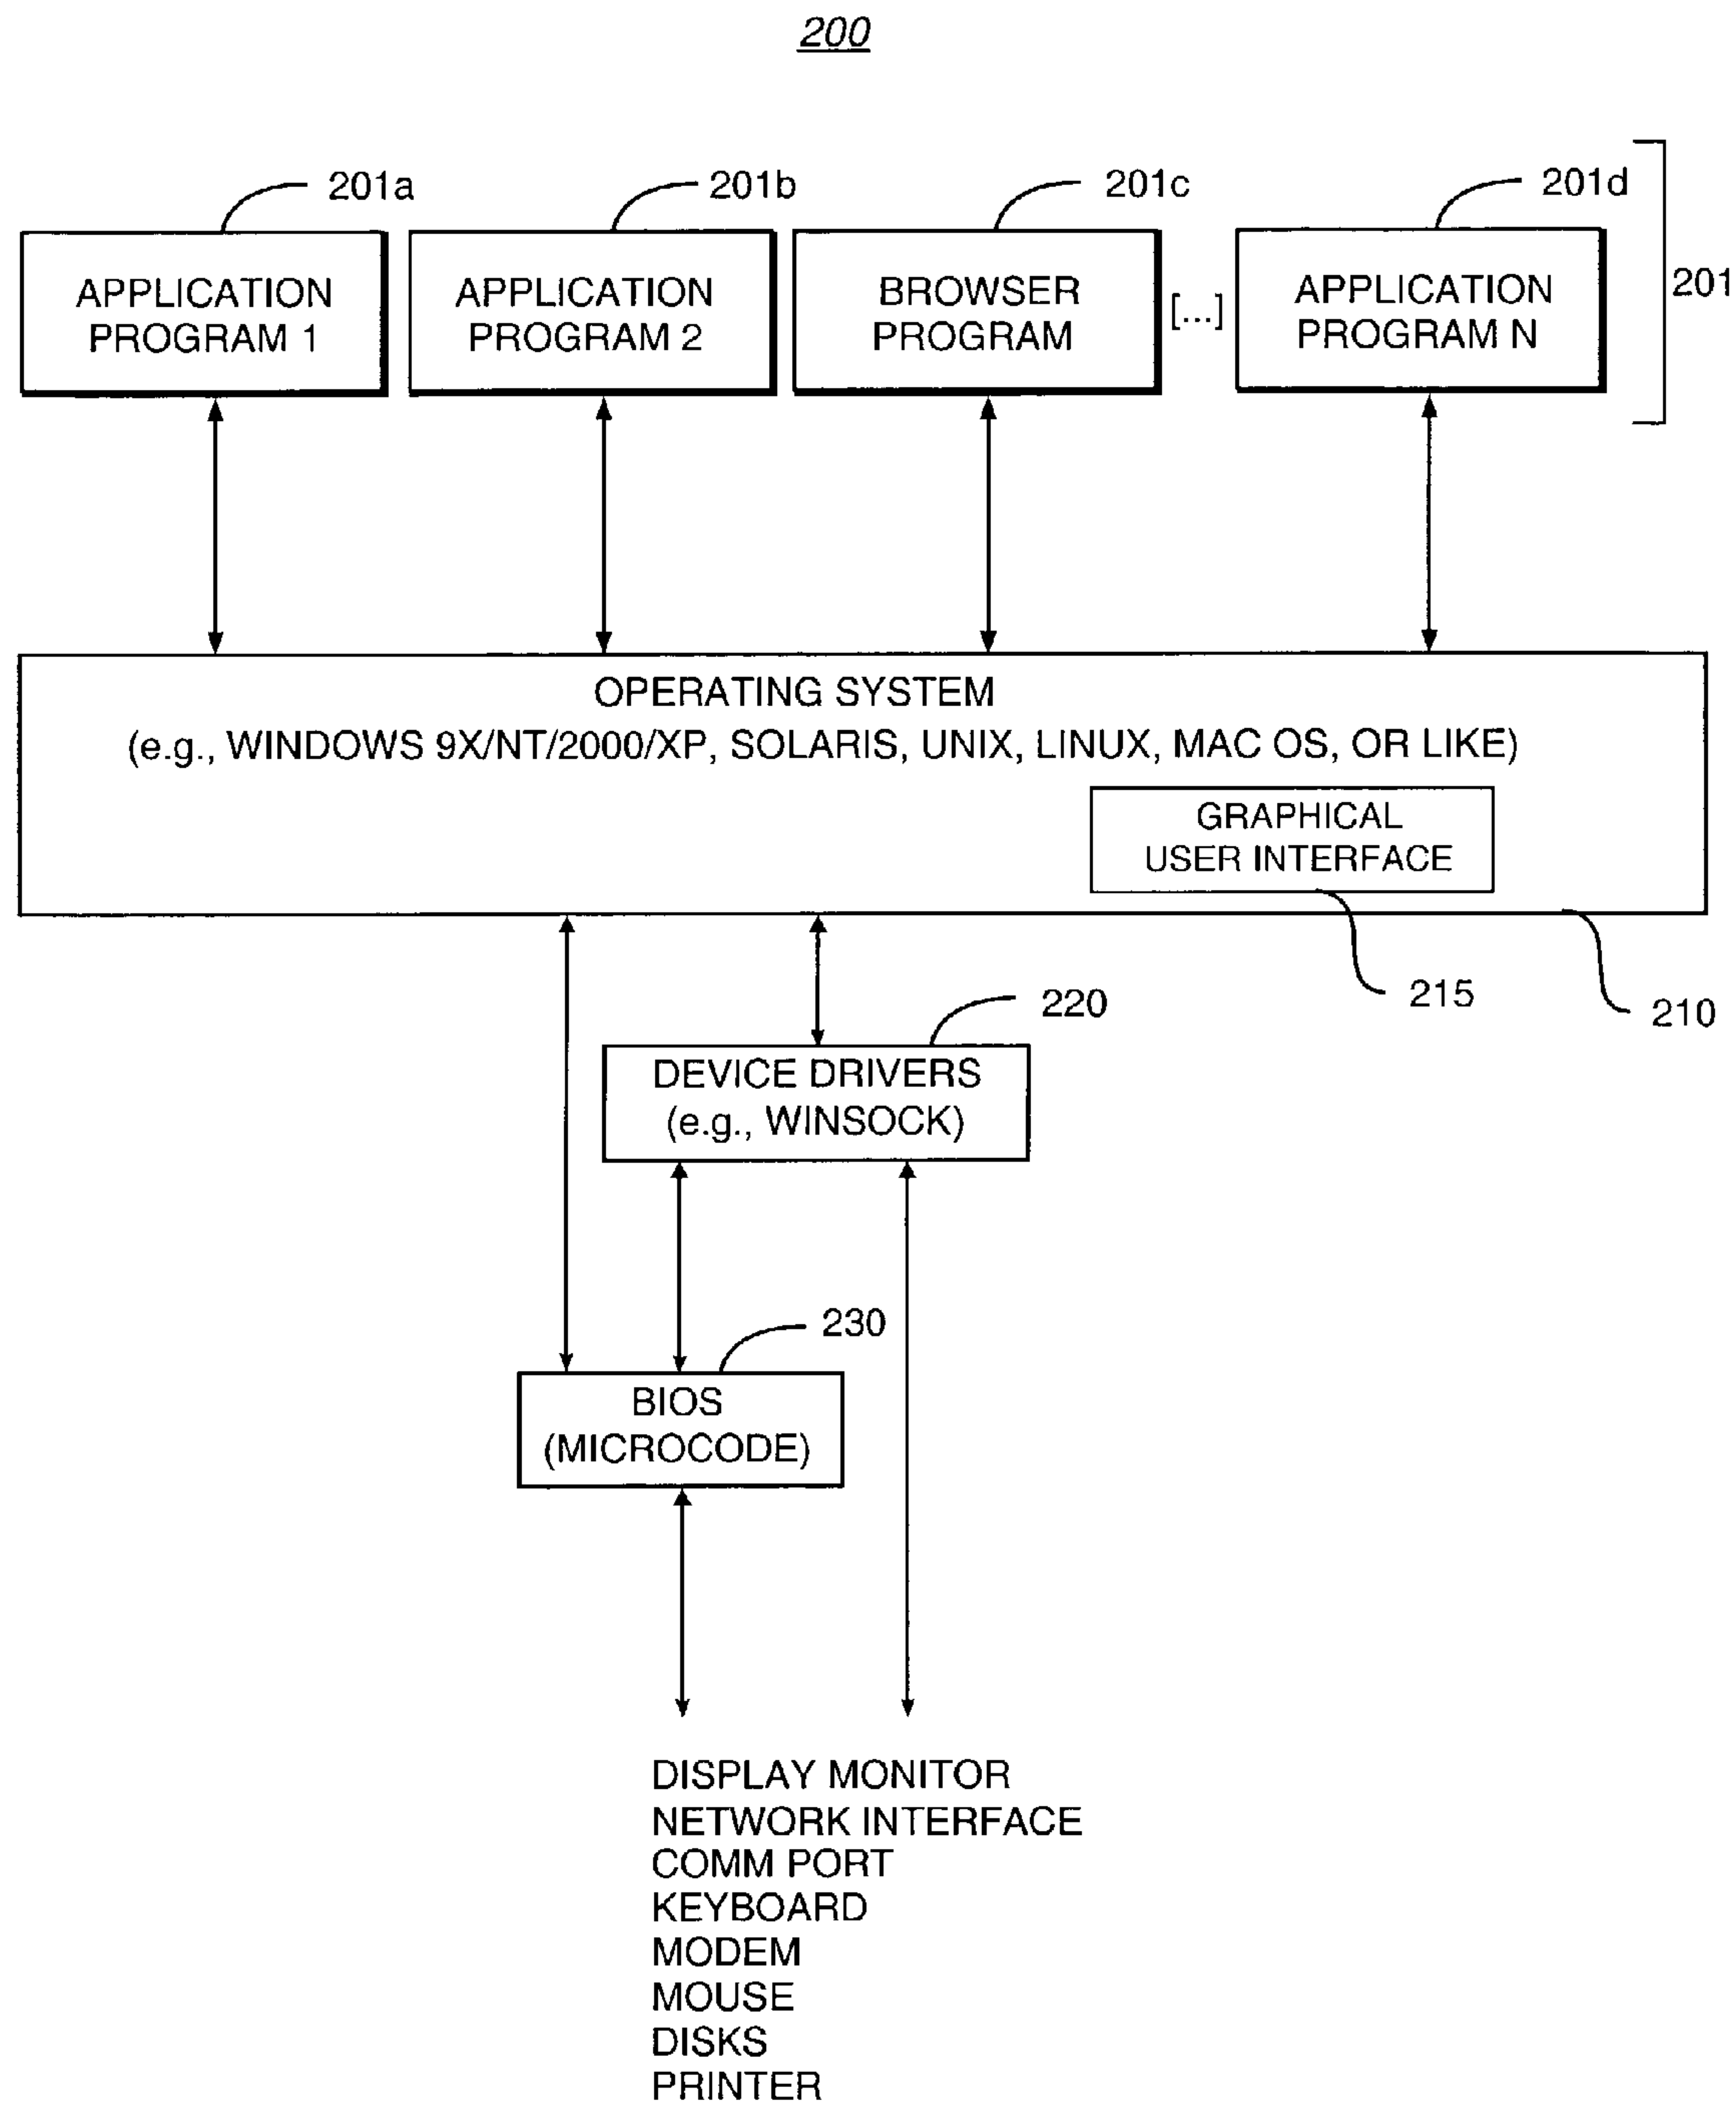 200
201a
201b
201c
201d
APPLICATION
PROGRAM 1
APPLICATION
PROGRAM 2
BROWSER
PROGRAM
[...]
APPLICATION
PROGRAM N
201
OPERATING SYSTEM
(e.g., WINDOWS 9X/NT/2000/XP, SOLARIS, UNIX, LINUX, MAC OS, OR LIKE)
GRAPHICAL
USER INTERFACE
215
210
220
DEVICE DRIVERS
(e.g., WINSOCK)
230
BIOS
(MICROCODE)
DISPLAY MONITOR
NETWORK INTERFACE
COMM PORT
KEYBOARD
MODEM
MOUSE
DISKS
PRINTER